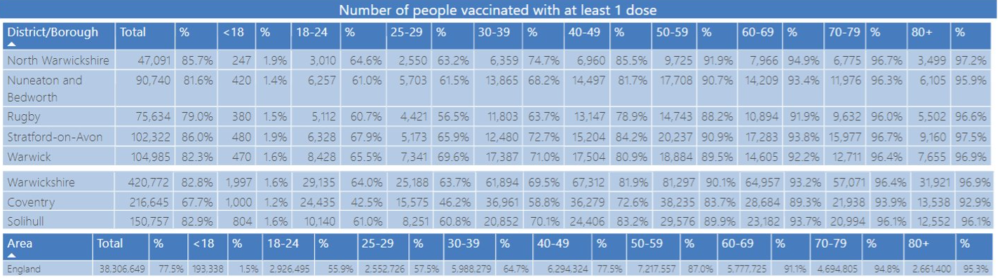 Number of people vaccinated with at least 1 dose
District/Borough Total % <18 % 18-24 % 25-29 % 30-39 % 40-49 % 50-59 % 60-69 % 70-79 % 80+ %
North Warwickshire 47,091 85.7% 247 1.9% 3,010 64.6% 2,550 63.2% 6,359 74.7% 6,960 85.5% 9,725 91.9% 7,966 94.9% 6,775 96.7% 3,499 97.2%
Nuneaton and 90,740 81.6% 420 1.4% 6,257 61.0% 5,703 61.5% 13,865 68.2% 14,497 81.7% 17,708 90.7% 14,209 93.4% 11,976 96.3% 6,105 95.9%
Bedworth
Rugby 75,634 79.0% 380 1.5% 5,112 60.7% 4,421 56.5% 11,803 63.7% 13,147 78.9% 14,743 88.2% 10,894 91.9% 9,632 96.0% 5,502 96.6%
Stratford-on-Avon 102,322 86.0% 480 1.9% 6,328 67.9% 5,173 65.9% 12,480 72.7% 15,204 84.2% 20,237 90.9% 17,283 93.8% 15,977 96.7% 9,160 97.5%
Warwick 104,985 82.3% 470 1.6% 8,428 65.5% 7,341 69.6% 17,387 71.0% 17,504 80.9% 18,884 89.5% 14,605 92.2% 12,711 96.4% 7,655 96.9%
Warwickshire 420,772 82.8% 1,997 1.6% 29,135 64.0% 25,188 63.7% 61,894 69.5% 67,312 81.9% 81,297 90.1% 64,957 93.2% 57,071 96.4% 31,921 96.9%
Coventry 216,645 67.7% 1,000 1.2% 24,435 42.5% 15,575 46.2% 36,961 58.8% 36,279 72.6% 38,235 83.7% 28,684 89.3% 21,938 93.9% 13,538 92.9%
Solihull 150,757 82.9% 804 1.6% 10,140 61.0% 8,251 60.8% 20,852 70.1% 24,406 83.2% 29,576 89.9% 23,182 93.7% 20,994 96.1% 12,552 96.1%
Area Total % <18 % 18-24 % 25-29 % 30-39 % 40-49 % 50-59 % 60-69 % 70-79 % 80+ %
England 38,306,649 77.5% 193,338 1.5% 2,926,495 55.9% 2,552,726 57.5% 5,988,279 64.7% 6,294,324 77.5% 7,217,557 87.0% 5,777,725 91.1% 4,694,805 94.8% 2,661,400 95.3%